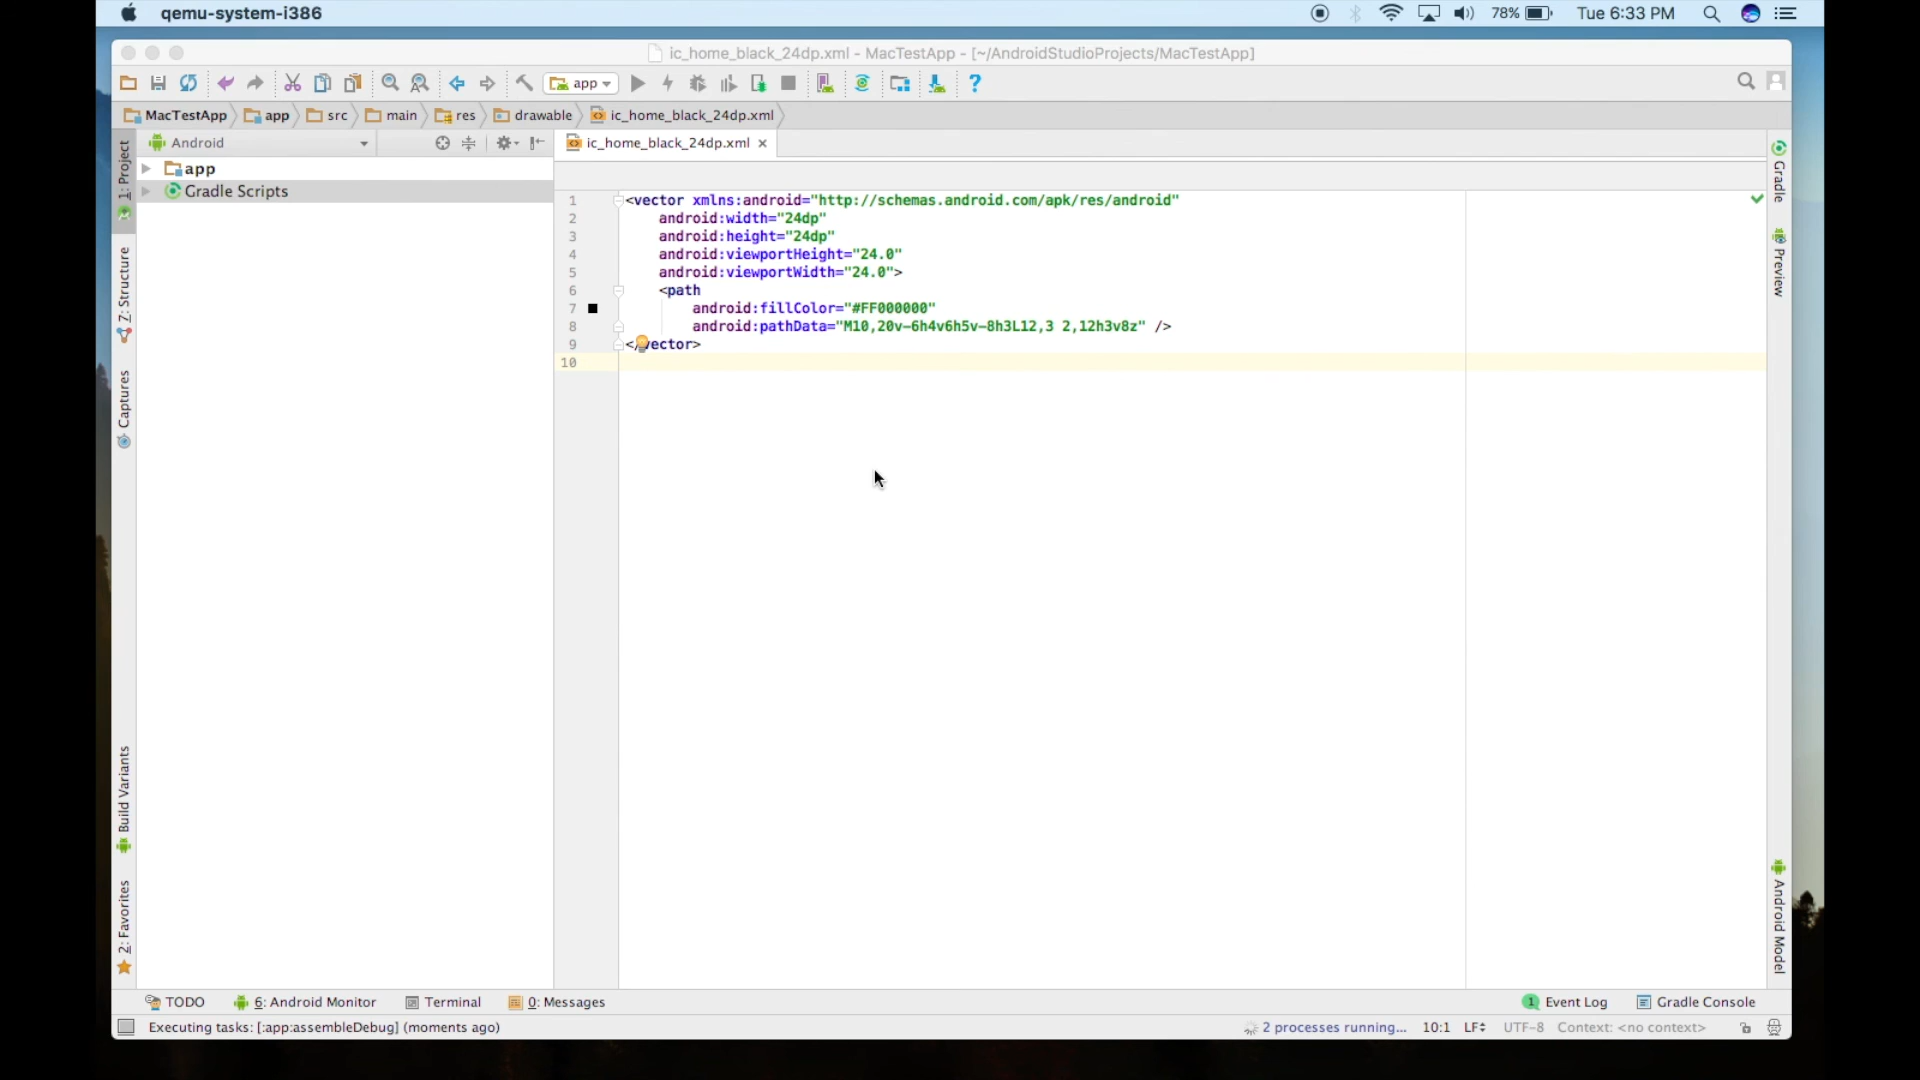 qemu-system-i386
78%
Tue 6:33 PM
ic_home_black_24dp.xml - MacTestApp - [~/AndroidStudioProjects/MacTestApp]
app
MacTestApp
app
src
main
res
drawable
ic_home_black_24dp.xml
Android
ic_home_black_24dp.xml
app
Gradle Scripts
1: Project
7: Structure
Captures
Build Variants
2: Favorites
1 <vector xmlns:android="http://schemas.android.com/apk/res/android"
2 android:width="24dp"
3 android:height="24dp"
4 android:viewportHeight="24.0"
5 android:viewportWidth="24.0">
6 <path
7 android:fillColor="#FF000000"
8 android:pathData="M10,20v-6h4v6h5v-8h3L12,3 2,12h3v8z" />
9 </vector>
10
Gradle
Preview
Android Model
TODO
6: Android Monitor
Terminal
0: Messages
1 Event Log
Gradle Console
Executing tasks: [:app:assembleDebug] (moments ago)
2 processes running...
10:1
LF
UTF-8
Context: <no context>